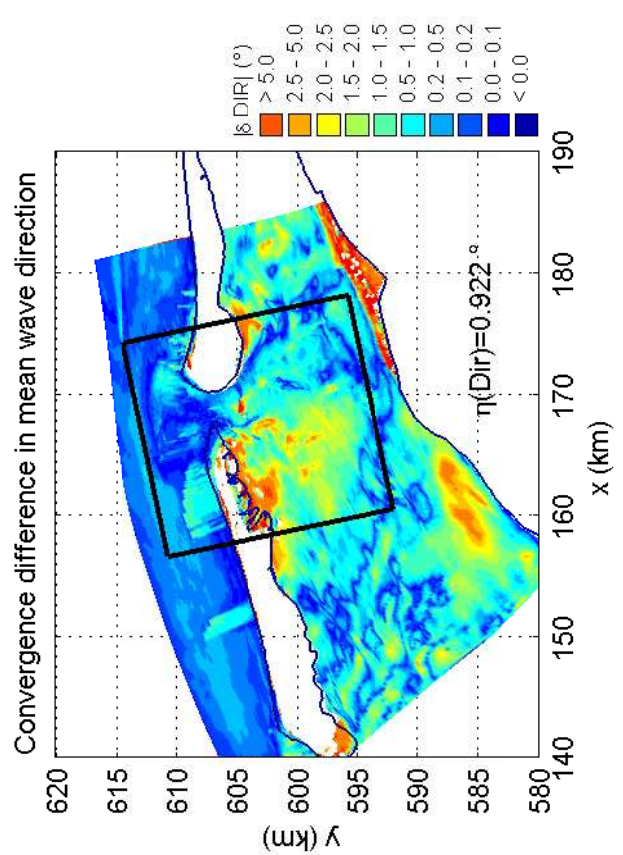 Convergence difference in mean wave direction
620
615
610
605
600
595
590
585
580
y (km)
140
150
160
170
180
190
x (km)
η(Dir)=0.922 °
|δ DIR| (°)
> 5.0
2.5 - 5.0
2.0 - 2.5
1.5 - 2.0
1.0 - 1.5
0.5 - 1.0
0.2 - 0.5
0.1 - 0.2
0.0 - 0.1
< 0.0